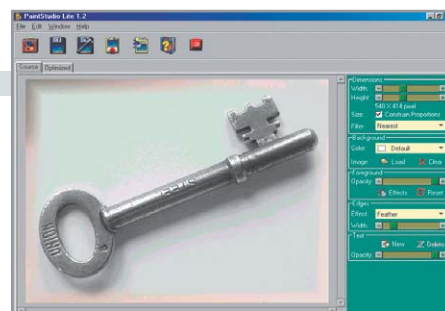 PaintStudio Lite 1.2
File Edit Window Help
Source Optimized
Dimensions
Width:
Height:
540 X 414 pixel
Size: Constrain Proportions
Filter: Nearest
Background
Color: Default
Image: Load Clear
Foreground
Opacity:
Effects Reset
Edges
Effect: Feather
Width:
Text
New Delete
Opacity:
UNION